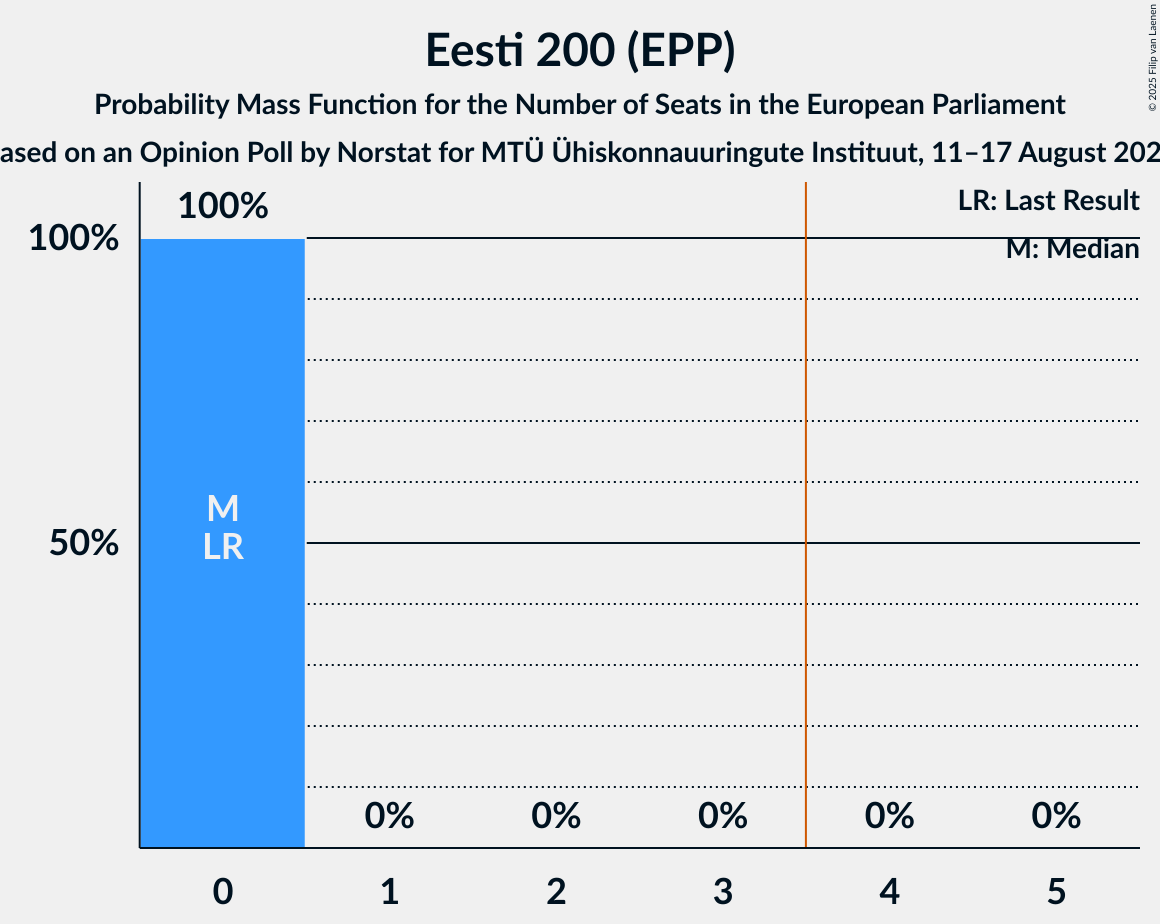 Eesti 200 (EPP)
Probability Mass Function for the Number of Seats in the European Parliament
ased on an Opinion Poll by Norstat for MTÜ Ühiskonnauuringute Instituut, 11–17 August 202
© 2025 Filip van Laenen
LR: Last Result
M: Median
100%
100%
50%
M
LR
0% 0% 0% 0% 0%
0 1 2 3 4 5